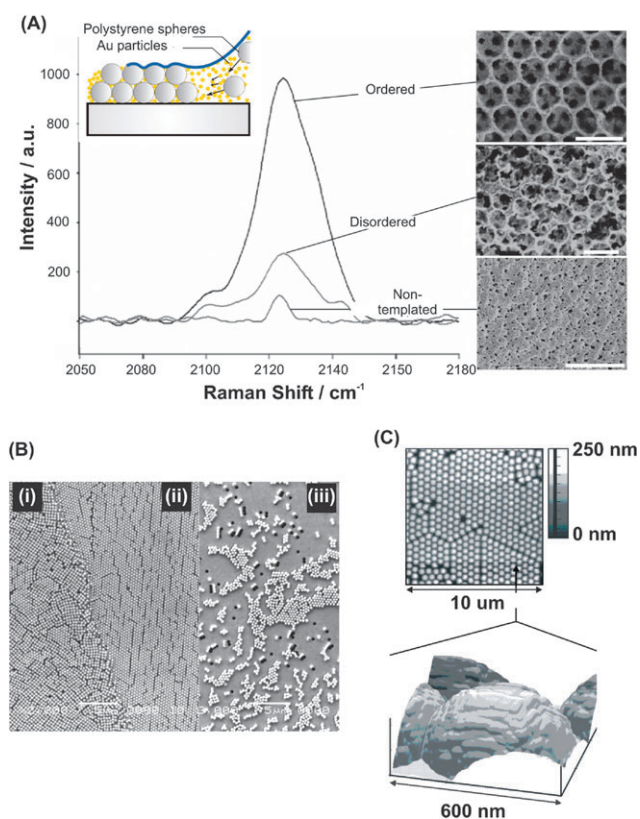 (A)
Polystyrene spheres
Au particles
1000
800
600
400
200
Intensity / a.u.
Ordered
Disordered
Non-
templated
2050 2080 2100 2120 2140 2150 2180
Raman Shift / cm-1
(B)
(i) (ii) (iii)
(C)
250 nm
0 nm
10 um
600 nm